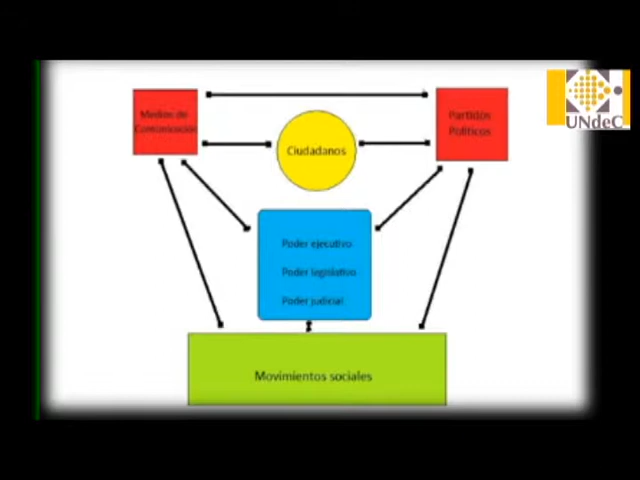 Medios de
Comunicación
Partidos
Políticos
UNdeC
Ciudadanos
Poder ejecutivo
Poder legislativo
Poder judicial
Movimientos sociales